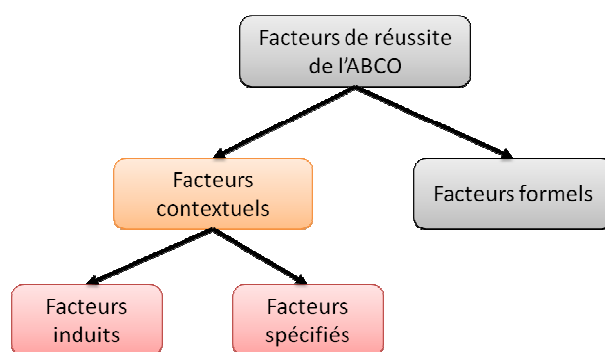 Facteurs de réussite
de l'ABCO
Facteurs
contextuels
Facteurs formels
Facteurs
induits
Facteurs
spécifiés